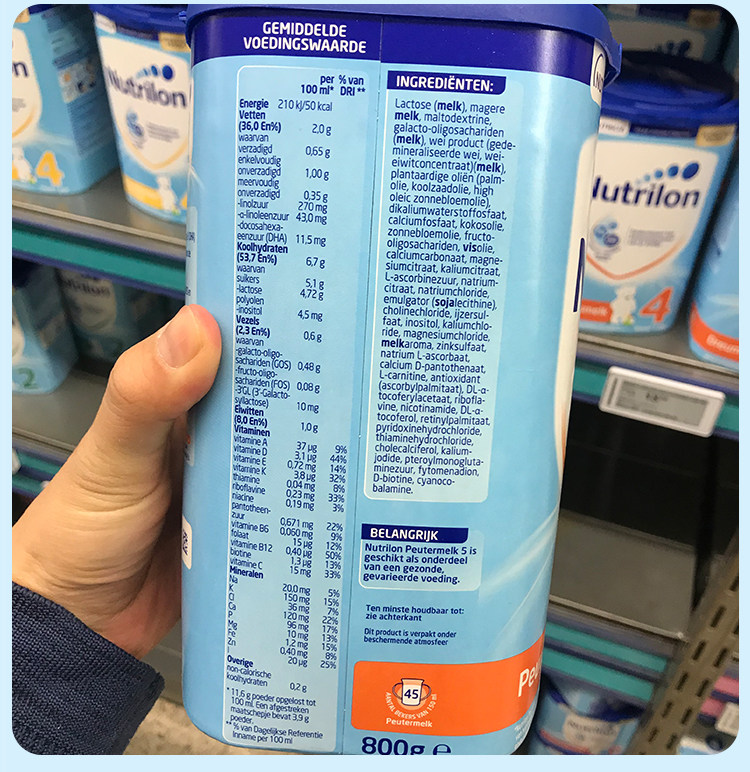 GEMIDDELDE
VOEDINGSWAARDE
per % van
100 ml* DRI **
Energie 210 kJ/50 kcal
Vetten
(36,0 En%) 2,0 g
waarvan
verzadigd 0,65 g
enkelvoudig
onverzadigd 1,00 g
meervoudig
onverzadigd 0,35 g
-linolzuur 270 mg
-α-linoleenzuur 43,0 mg
-docosahexa-
eenzuur (DHA) 11,5 mg
Koolhydraten
(53,7 En%) 6,7 g
waarvan
suikers 5,1 g
-lactose 4,72 g
polyolen
-inositol 4,5 mg
Vezels
(2,3 En%) 0,6 g
waarvan
-galacto-oligo-
sachariden (GOS) 0,48 g
-fructo-oligo-
sachariden (FOS) 0,08 g
-3'GL (3'-Galacto-
syllactose) 10 mg
Eiwitten
(8,0 En%) 1,0 g
Vitaminen
vitamine A 37 µg 9%
vitamine D 3,1 µg 44%
vitamine E 0,72 mg 14%
vitamine K 3,8 µg 32%
thiamine 0,04 mg 8%
riboflavine 0,23 mg 33%
niacine 0,19 mg 3%
pantotheen-
zuur 0,671 mg 22%
vitamine B6 0,060 mg 9%
folaat 15 µg 12%
vitamine B12 0,40 µg 50%
biotine 1,3 µg 13%
vitamine C 15 mg 33%
Mineralen
Na 20,0 mg 5%
K 150 mg 15%
Cl 36 mg 7%
Ca 120 mg 22%
P 96 mg 17%
Mg 10 mg 13%
Fe 1,2 mg 15%
Zn 0,40 mg 8%
I 20 µg 25%
Overige
non-calorische
koolhydraten 0,2 g
* 11,6 g poeder opgelost tot
100 ml. Een afgestreken
maatschepje bevat 3,9 g
poeder.
** % van Dagelijkse Referentie
Inname per 100 ml
INGREDIËNTEN:
Lactose (melk), magere
melk, maltodextrine,
galacto-oligosachariden
(melk), wei product (gede-
mineraliseerde wei, wei-
eiwitconcentraat)(melk),
plantaardige oliën (palm-
olie, koolzaadolie, high
oleic zonnebloemolie),
dikaliumwaterstoffosfaat,
calciumfosfaat, kokosolie,
zonnebloemolie, fructo-
oligosachariden, visolie,
calciumcarbonaat, magne-
siumcitraat, kaliumcitraat,
L-ascorbinezuur, natrium-
citraat, natriumchloride,
emulgator (sojalecithine),
cholinechloride, ijzersul-
faat, inositol, kaliumchlo-
ride, magnesiumchloride,
melkaroma, zinksulfaat,
natrium L-ascorbaat,
calcium D-pantothenaat,
L-carnitine, antioxidant
(ascorbylpalmitaat), DL-α-
tocoferylacetaat, ribofla-
vine, nicotinamide, DL-α-
tocoferol, retinylpalmitaat,
pyridoxinehydrochloride,
thiaminehydrochloride,
cholecalciferol, kalium-
jodide, pteroylmonogluta-
minezuur, fytomenadion,
D-biotine, cyanoco-
balamine.
BELANGRIJK
Nutrilon Peutermelk 5 is
geschikt als onderdeel
van een gezonde,
gevarieerde voeding.
Ten minste houdbaar tot:
zie achterkant
Dit product is verpakt onder
beschermende atmosfeer
45
AANTAL BEKERS VAN 150 ml
Peutermelk
800g e
Nutrilon
4
Nutrilon
4
2